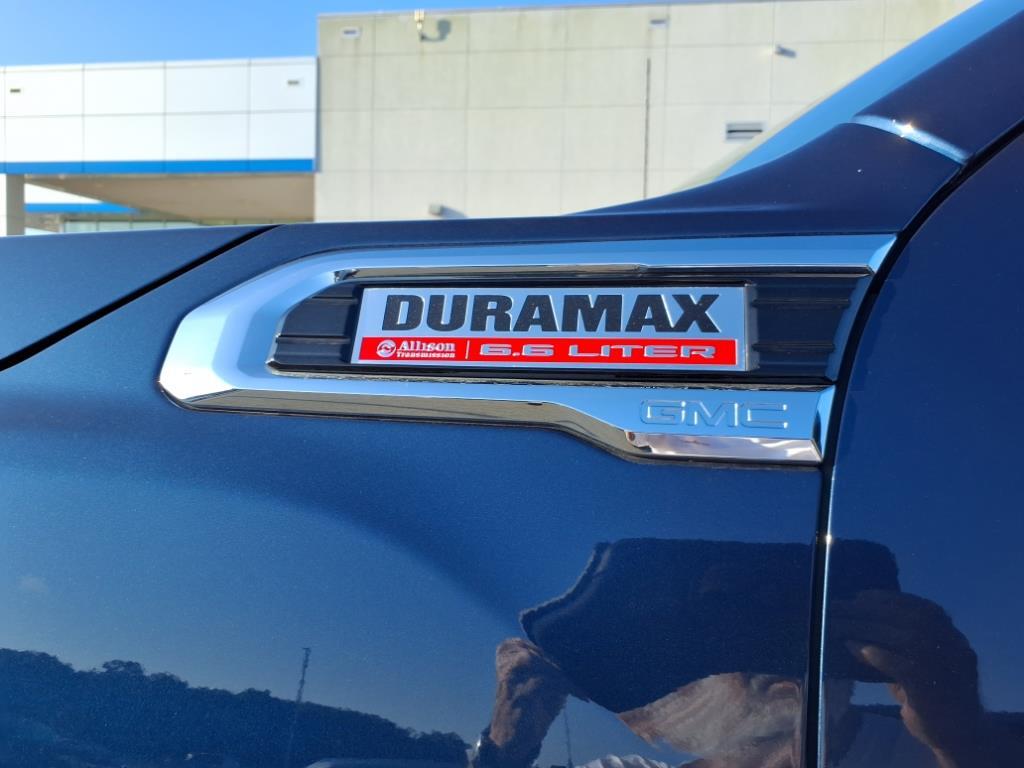 DURAMAX
Allison Transmission | 6.6 LITER
GMC